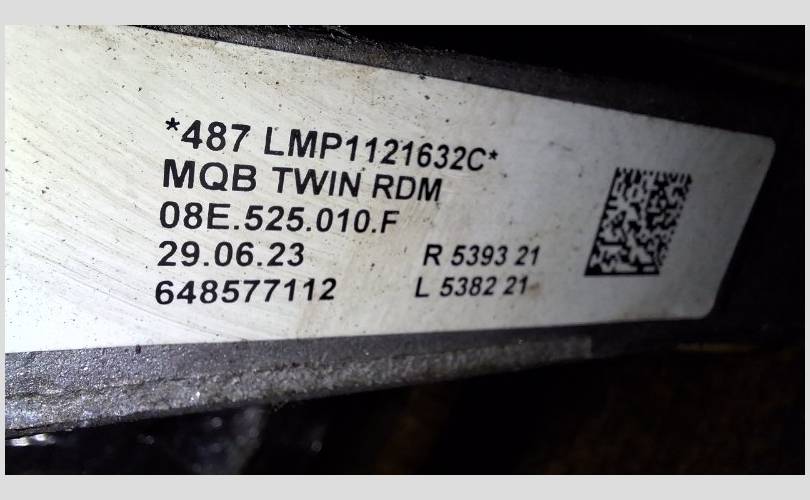 *487 LMP1121632C*
MQB TWIN RDM
08E.525.010.F
29.06.23 R 5393 21
648577112 L 5382 21